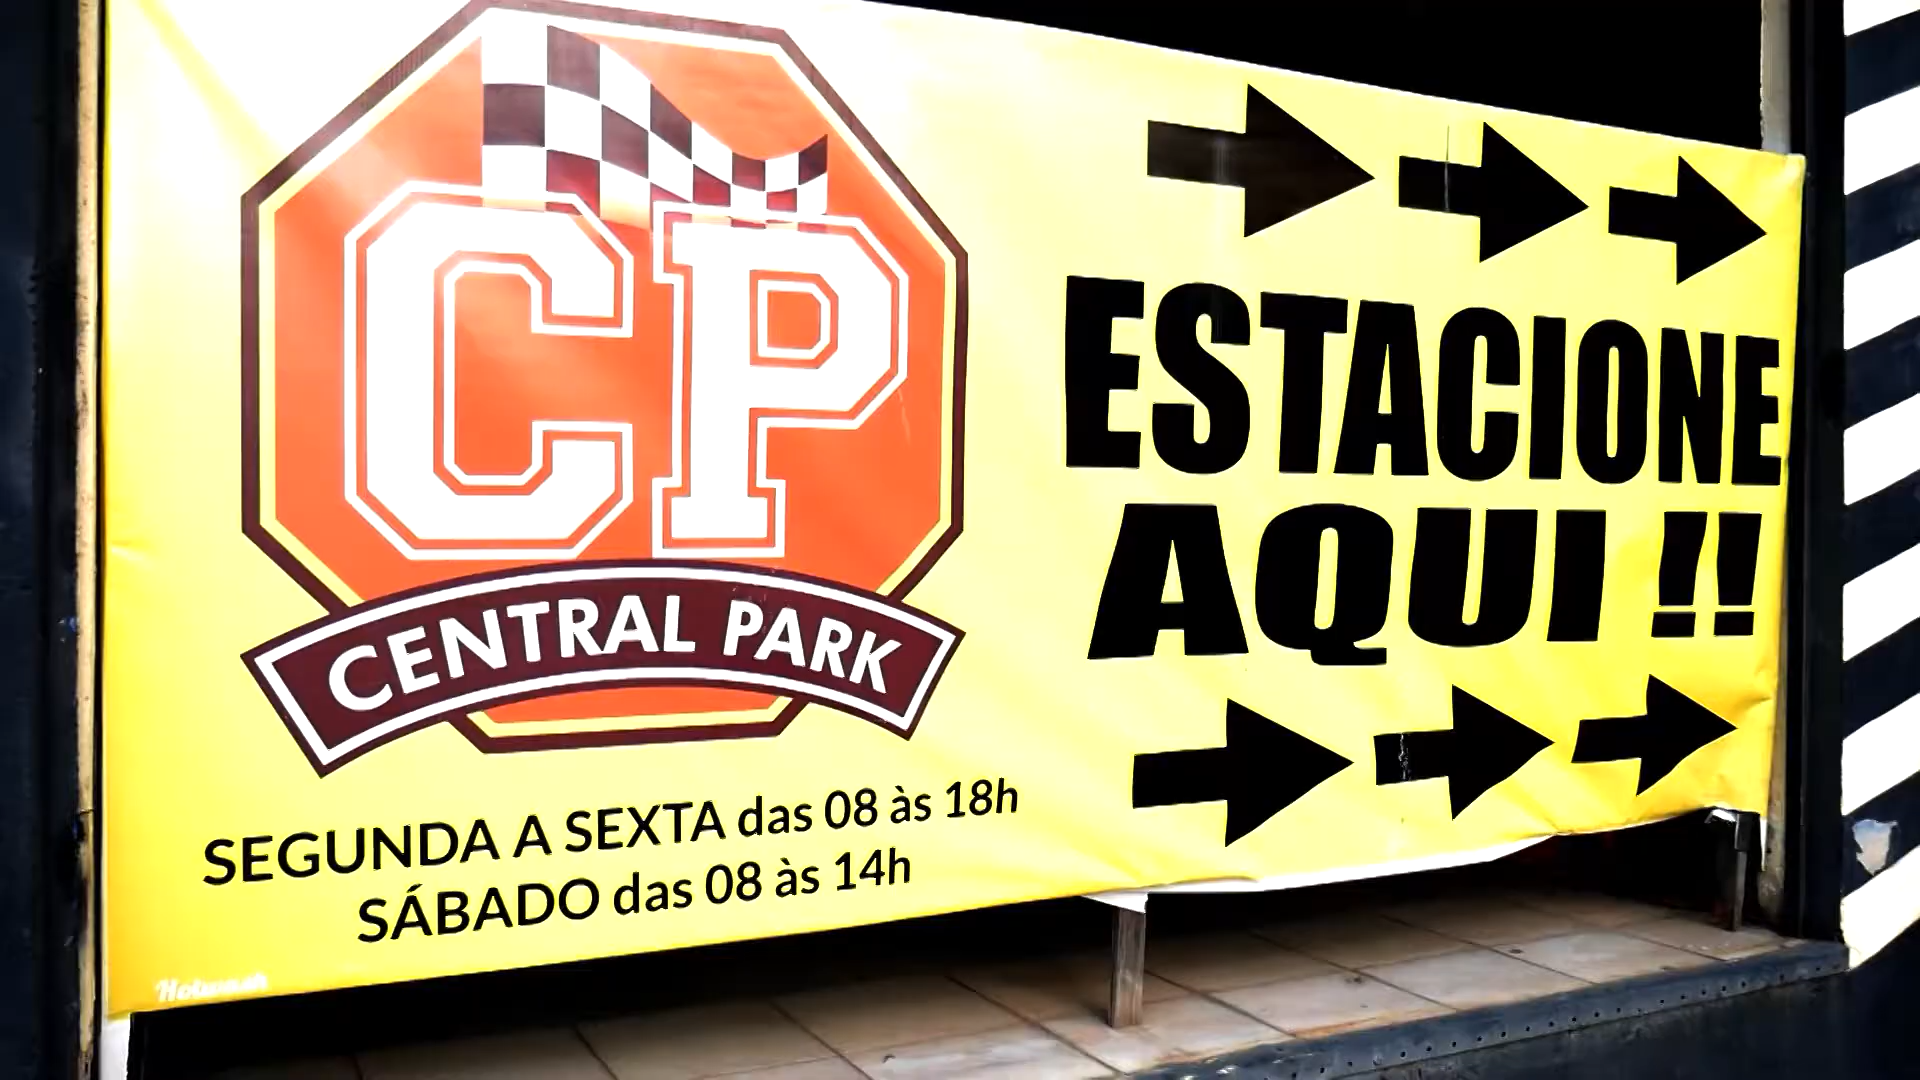 CP
CENTRAL PARK
SEGUNDA A SEXTA das 08 às 18h
SÁBADO das 08 às 14h
ESTACIONE
AQUI !!